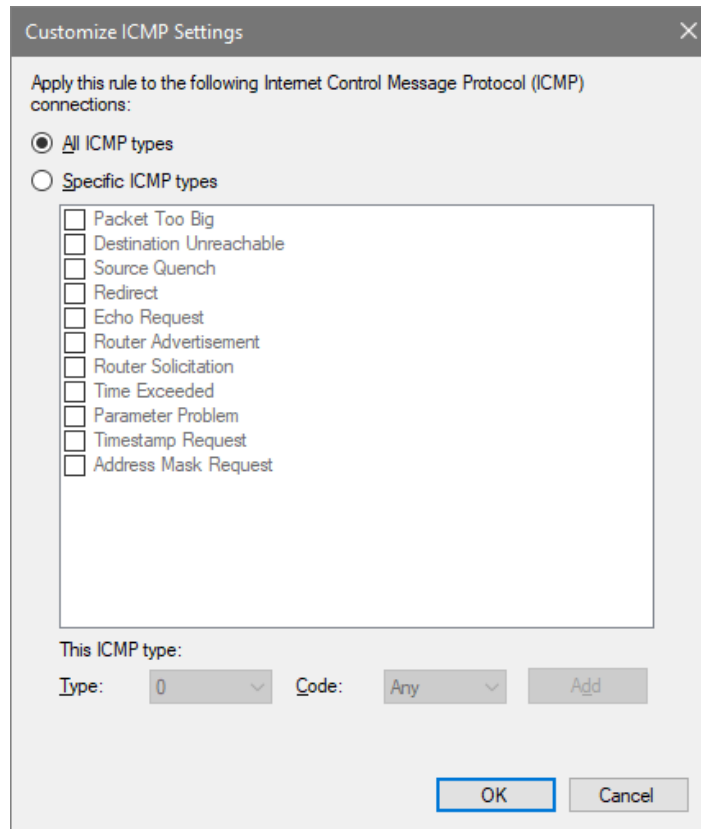 Customize ICMP Settings
Apply this rule to the following Internet Control Message Protocol (ICMP)
connections:
All ICMP types
Specific ICMP types
Packet Too Big
Destination Unreachable
Source Quench
Redirect
Echo Request
Router Advertisement
Router Solicitation
Time Exceeded
Parameter Problem
Timestamp Request
Address Mask Request
This ICMP type:
Type: 0 Code: Any Add
OK Cancel